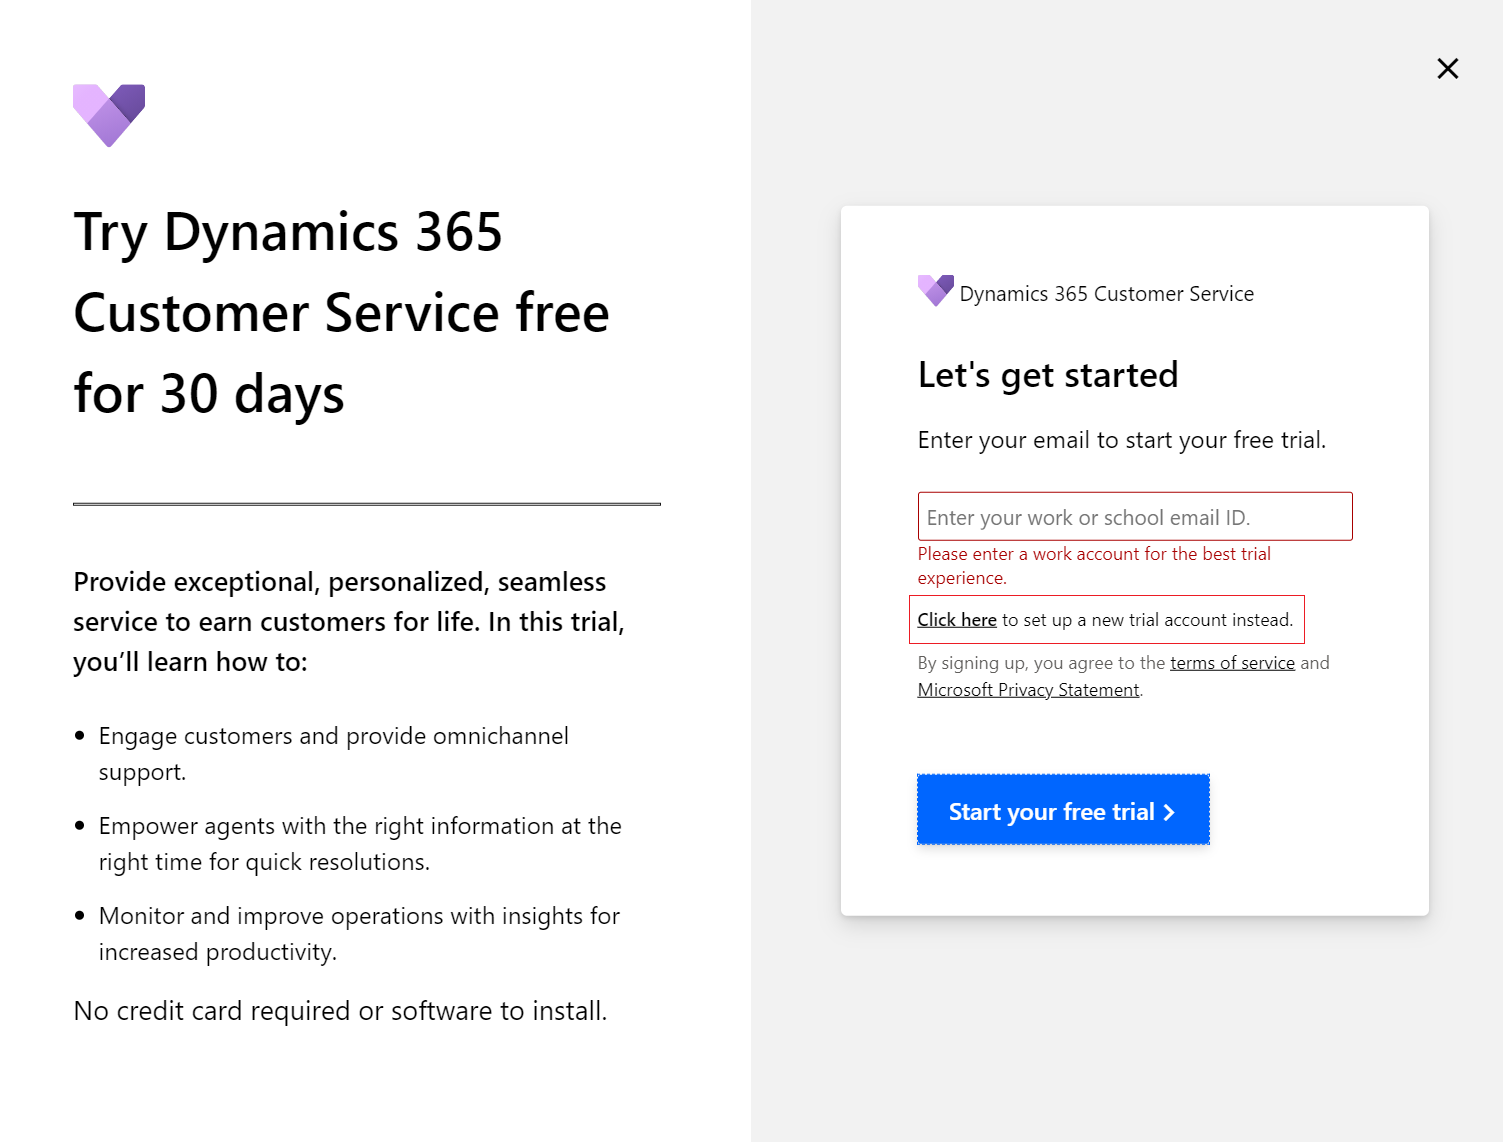 Try Dynamics 365
Customer Service free
for 30 days
Provide exceptional, personalized, seamless
service to earn customers for life. In this trial,
you’ll learn how to:
Engage customers and provide omnichannel
support.
Empower agents with the right information at the
right time for quick resolutions.
Monitor and improve operations with insights for
increased productivity.
No credit card required or software to install.
Dynamics 365 Customer Service
Let's get started
Enter your email to start your free trial.
Enter your work or school email ID.
Please enter a work account for the best trial
experience.
Click here to set up a new trial account instead.
By signing up, you agree to the terms of service and
Microsoft Privacy Statement.
Start your free trial